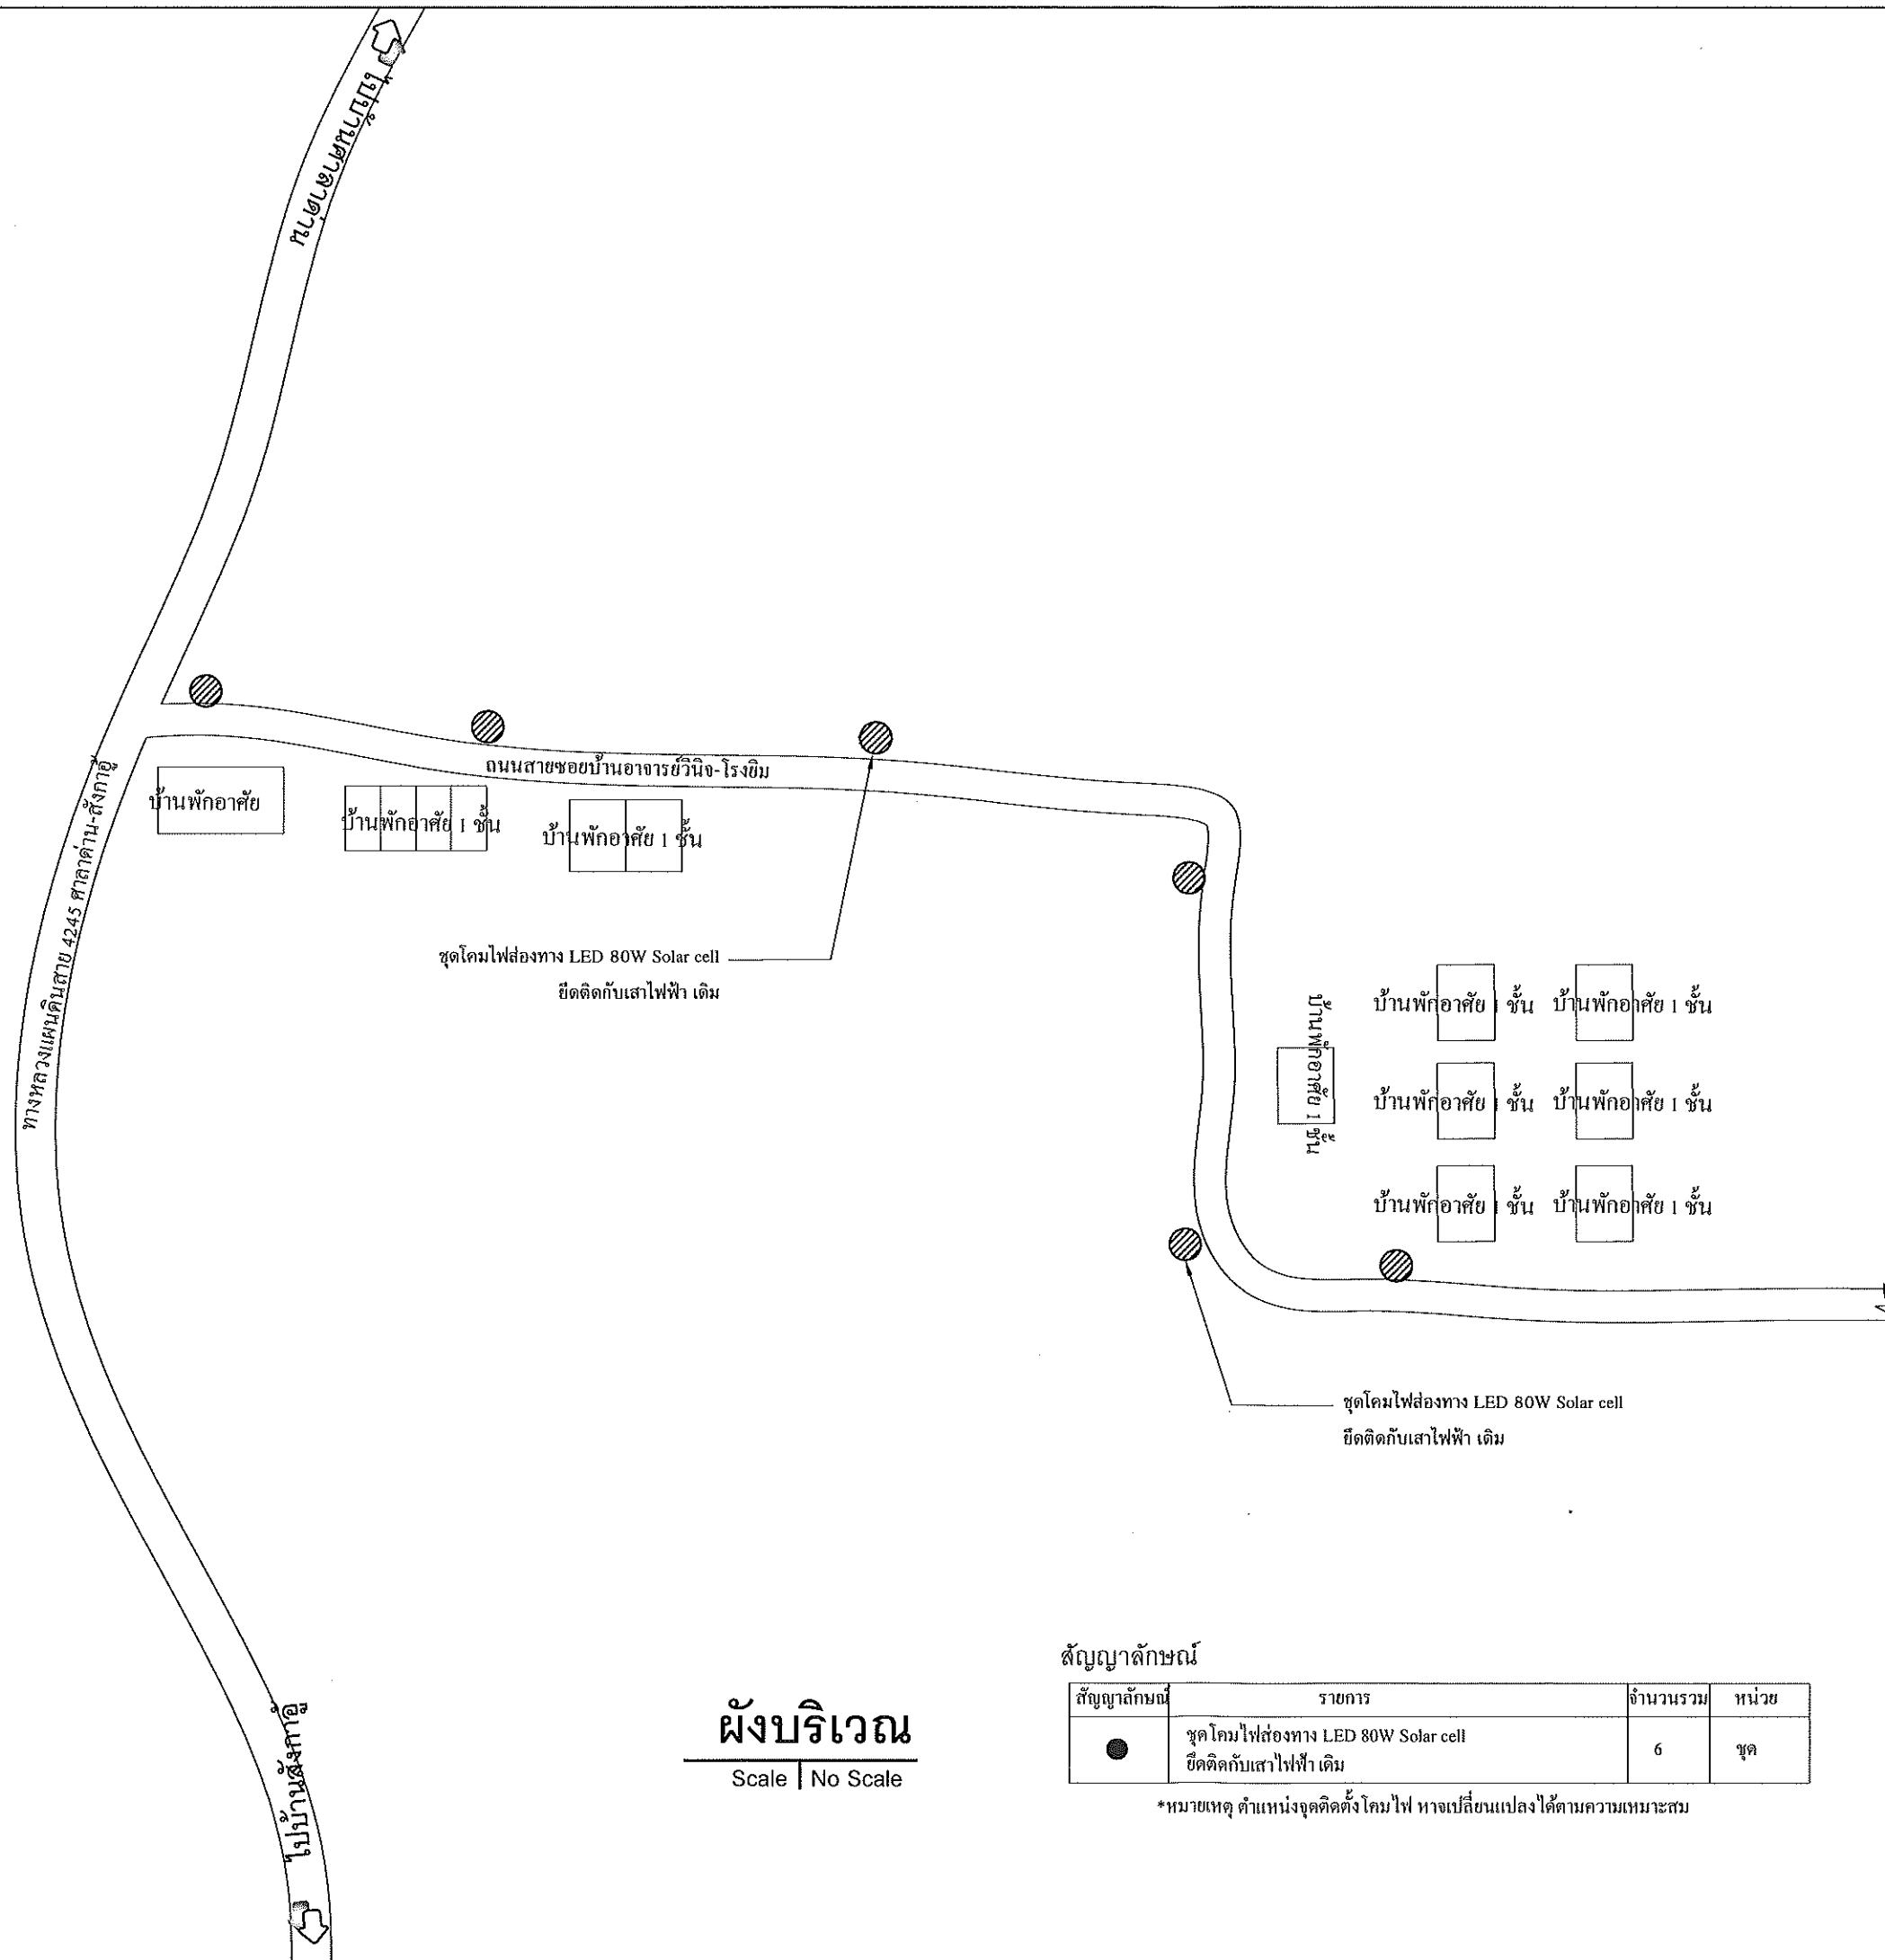 ไปบ้านศาลาด่าน
ทางหลวงแผ่นดินสาย 4245 ศาลาด่าน-สังกาอู้
ถนนสายซอยบ้านอาจารย์วินิจ-โรงยิม
บ้านพักอาศัย
บ้านพักอาศัย 1 ชั้น
บ้านพักอาศัย 1 ชั้น
ชุดโคมไฟส่องทาง LED 80W Solar cell
ยึดติดกับเสาไฟฟ้า เดิม
บ้านพักอาศัย 1 ชั้น
บ้านพักอาศัย 1 ชั้น
บ้านพักอาศัย 1 ชั้น
บ้านพักอาศัย 1 ชั้น
บ้านพักอาศัย 1 ชั้น
บ้านพักอาศัย 1 ชั้น
บ้านพักอาศัย 1 ชั้น
ชุดโคมไฟส่องทาง LED 80W Solar cell
ยึดติดกับเสาไฟฟ้า เดิม
ไปบ้านสังกาอู้
ผังบริเวณ
Scale No Scale
สัญญาลักษณ์
สัญญาลักษณ์ รายการ จำนวนรวม หน่วย
ชุดโคมไฟส่องทาง LED 80W Solar cell
ยึดติดกับเสาไฟฟ้า เดิม
6 ชุด
*หมายเหตุ ตำแหน่งจุดติดตั้งโคมไฟ หาจเปลี่ยนแปลงได้ตามความเหมาะสม